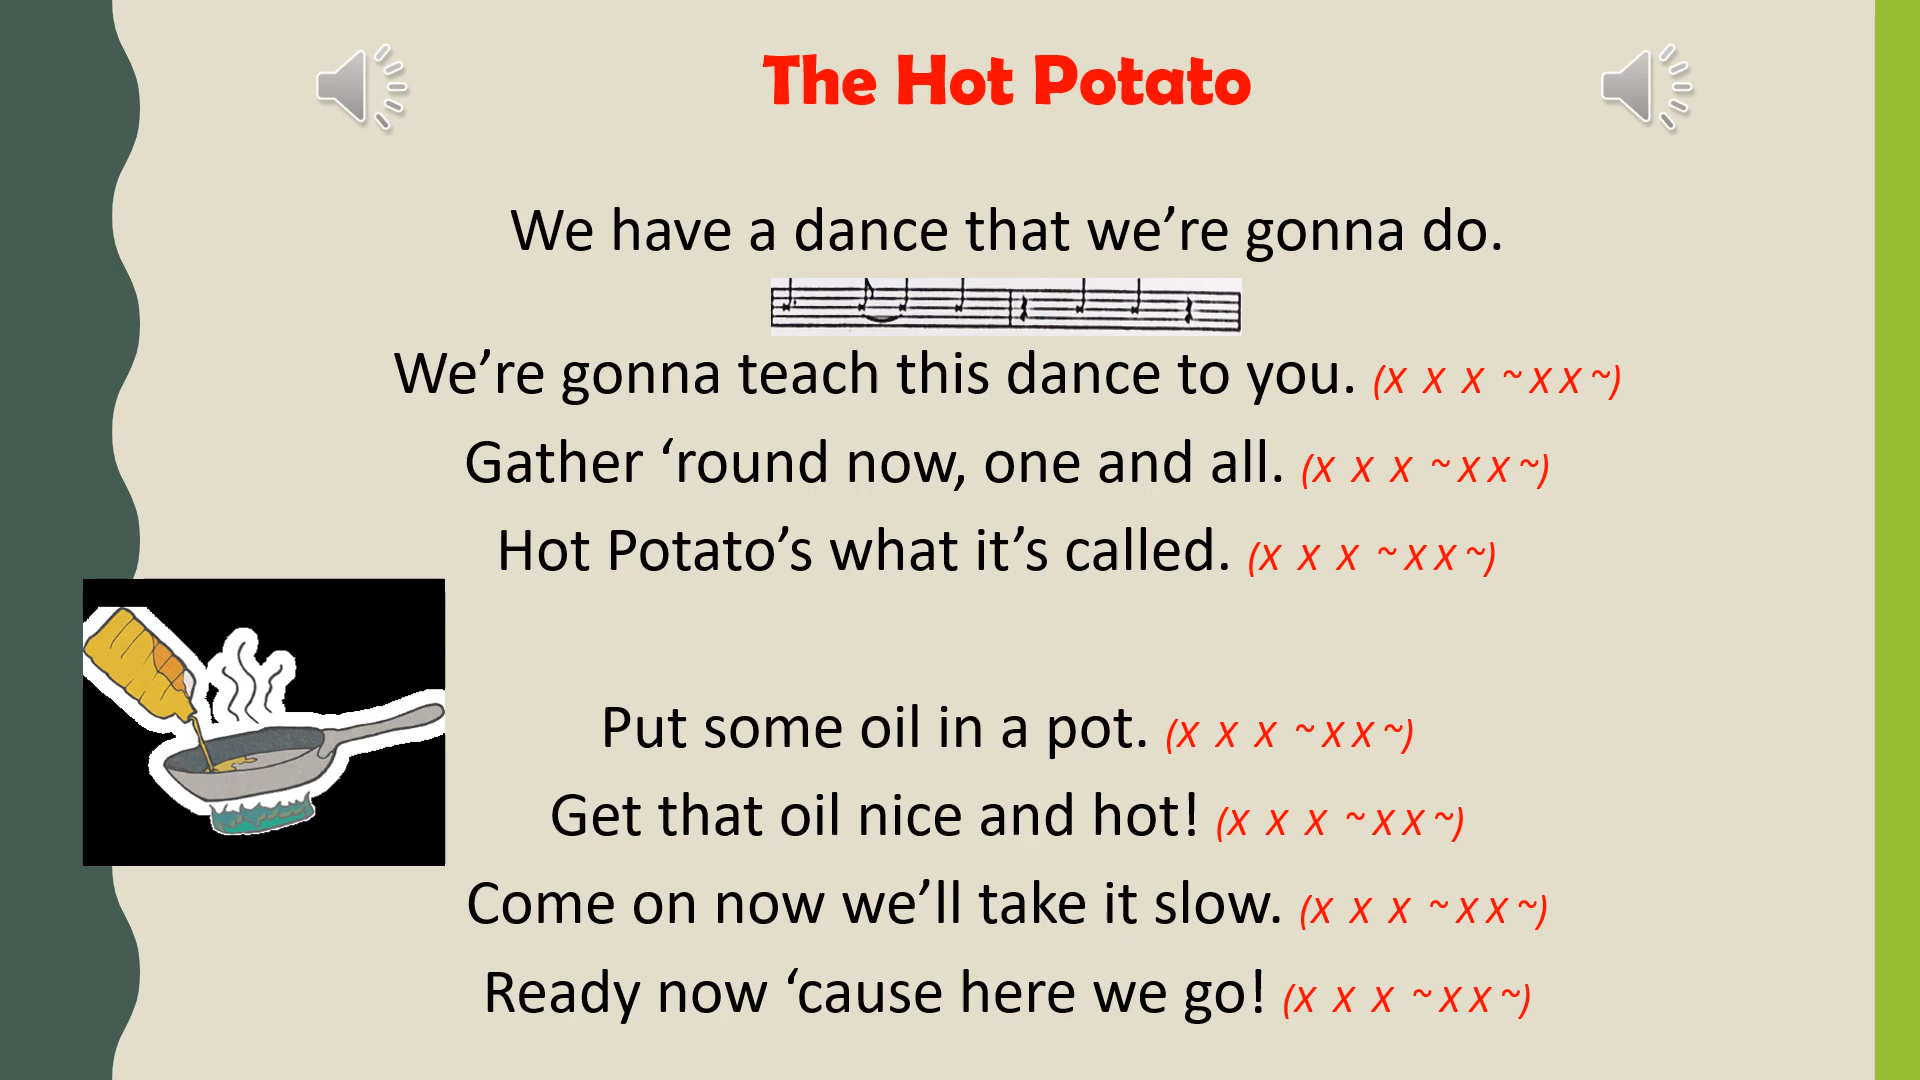 The Hot Potato
We have a dance that we’re gonna do.
We’re gonna teach this dance to you. (x x x ~ x x ~)
Gather ‘round now, one and all. (x x x ~ x x ~)
Hot Potato’s what it’s called. (x x x ~ x x ~)
Put some oil in a pot. (x x x ~ x x ~)
Get that oil nice and hot! (x x x ~ x x ~)
Come on now we’ll take it slow. (x x x ~ x x ~)
Ready now ‘cause here we go! (x x x ~ x x ~)